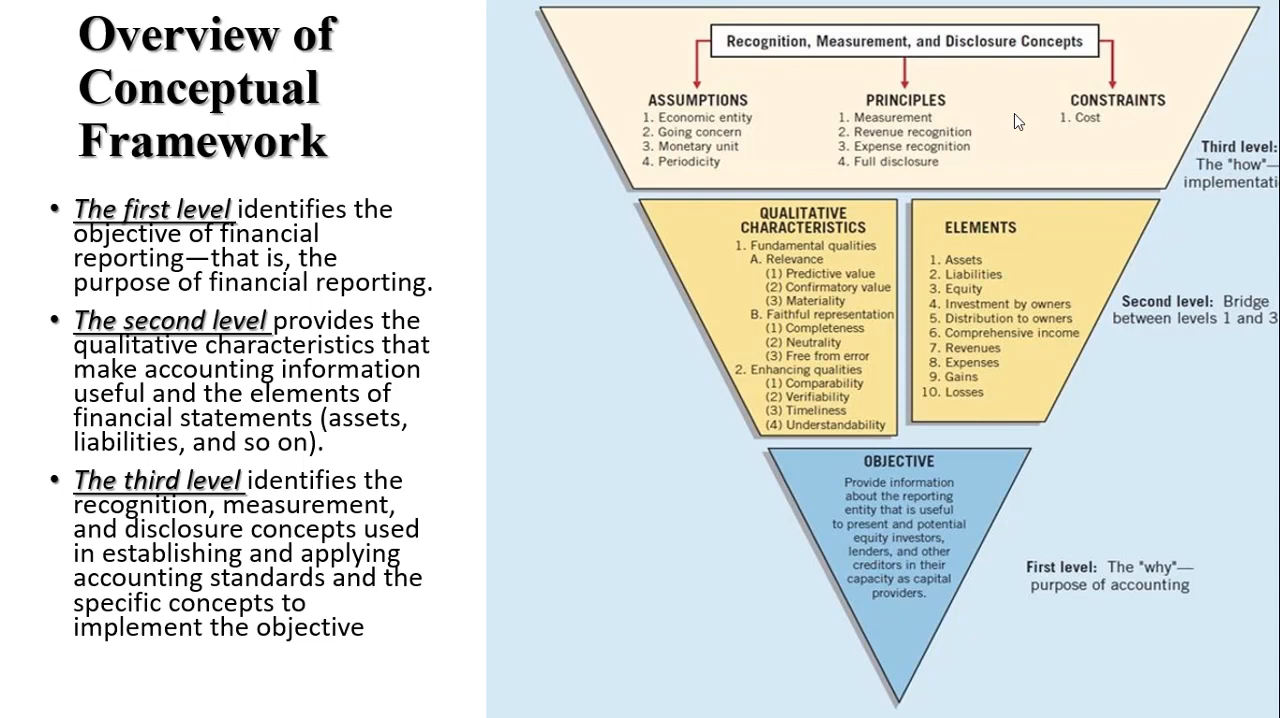 Overview of
Conceptual
Framework
• The first level identifies the
objective of financial
reporting—that is, the
purpose of financial reporting.
• The second level provides the
qualitative characteristics that
make accounting information
useful and the elements of
financial statements (assets,
liabilities, and so on).
• The third level identifies the
recognition, measurement,
and disclosure concepts used
in establishing and applying
accounting standards and the
specific concepts to
implement the objective
Recognition, Measurement, and Disclosure Concepts
ASSUMPTIONS
1. Economic entity
2. Going concern
3. Monetary unit
4. Periodicity
PRINCIPLES
1. Measurement
2. Revenue recognition
3. Expense recognition
4. Full disclosure
CONSTRAINTS
1. Cost
Third level:
The "how"—
implementati
QUALITATIVE
CHARACTERISTICS
1. Fundamental qualities
A. Relevance
(1) Predictive value
(2) Confirmatory value
(3) Materiality
B. Faithful representation
(1) Completeness
(2) Neutrality
(3) Free from error
2. Enhancing qualities
(1) Comparability
(2) Verifiability
(3) Timeliness
(4) Understandability
ELEMENTS
1. Assets
2. Liabilities
3. Equity
4. Investment by owners
5. Distribution to owners
6. Comprehensive income
7. Revenues
8. Expenses
9. Gains
10. Losses
Second level: Bridge
between levels 1 and 3
OBJECTIVE
Provide information
about the reporting
entity that is useful
to present and potential
equity investors,
lenders, and other
creditors in their
capacity as capital
providers.
First level: The "why"—
purpose of accounting